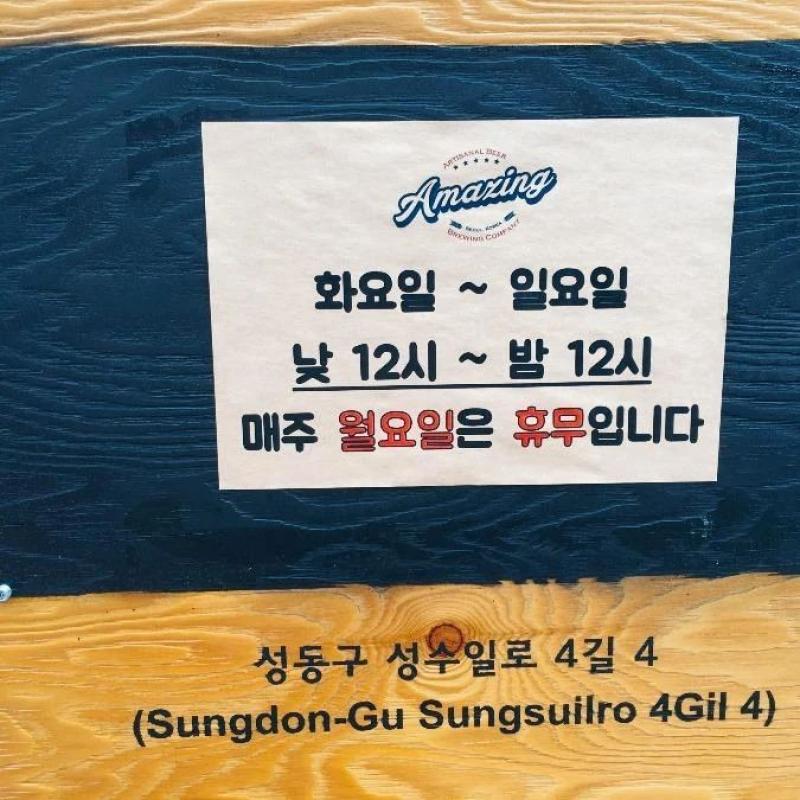 ARTISANAL BEER
Amazing
SEOUL, KOREA
BREWING COMPANY
화요일 ~ 일요일
낮 12시 ~ 밤 12시
매주 월요일은 휴무입니다
성동구 성수일로 4길 4
(Sungdon-Gu Sungsuilro 4Gil 4)